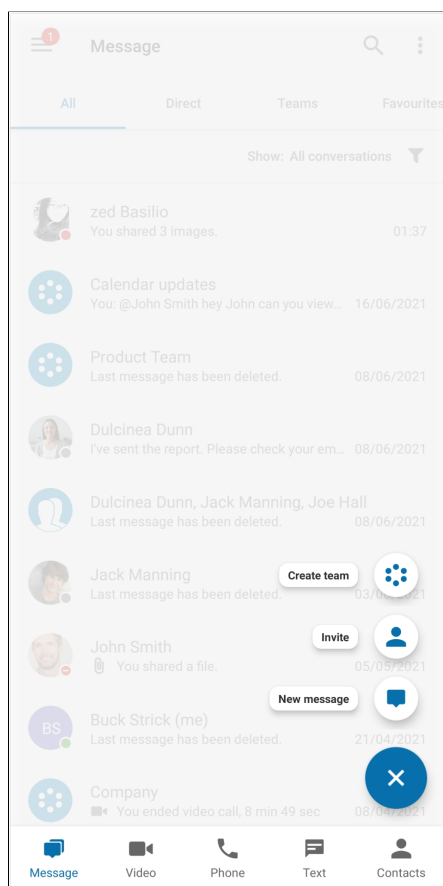 1
Message
All Direct Teams Favourites
Show: All conversations
zed Basilio
You shared 3 images. 01:37
Calendar updates
You: @John Smith hey John can you view... 16/06/2021
Product Team
Last message has been deleted. 08/06/2021
Dulcinea Dunn
I've sent the report. Please check your em... 08/06/2021
Dulcinea Dunn, Jack Manning, Joe Hall
Last message has been deleted. 08/06/2021
Create team
Jack Manning
Last message has been deleted. 03/06/2021
Invite
John Smith
You shared a file. 05/05/2021
New message
BS
Buck Strick (me)
Last message has been deleted. 21/04/2021
Company
You ended video call, 8 min 49 sec 08/04/2021
Message Video Phone Text Contacts